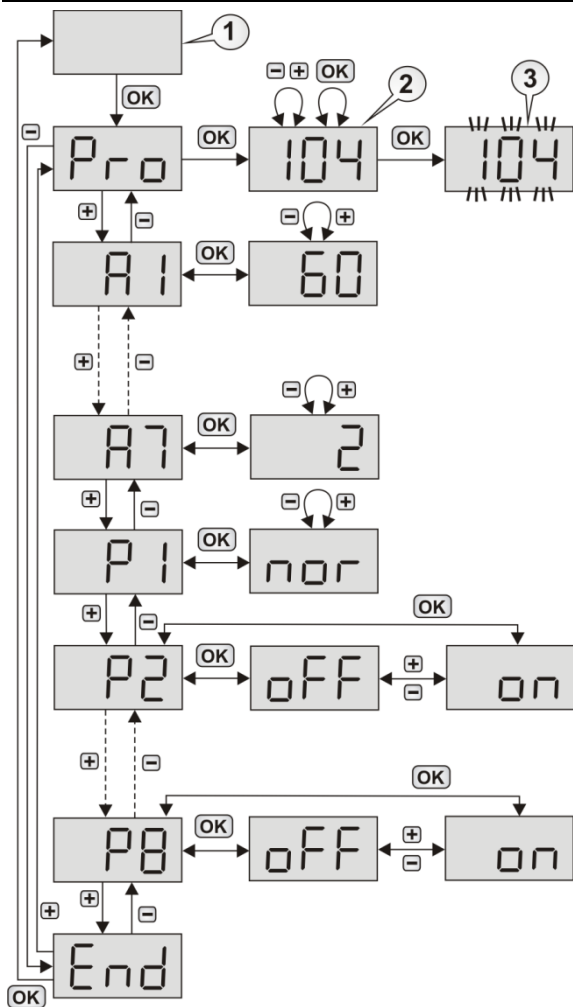 1
OK
2
3
- - + OK
Pro OK 104 OK 104
+ - - +
A1 OK 60
+ - - +
A7 OK 2
+ - - +
P1 OK nor
OK
+ -
P2 OK oFF + - on
+ -
OK
P8 OK oFF + - on
+ + -
End
OK